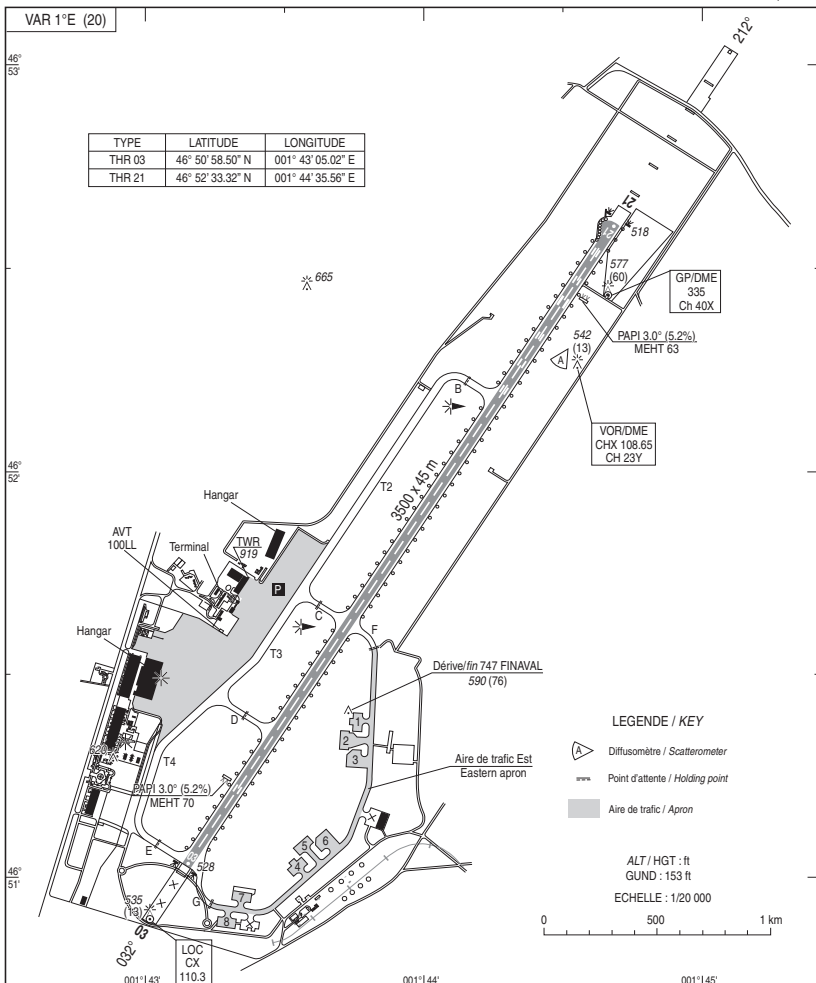 VAR 1°E (20)
212°
46°
53'
TYPE LATITUDE LONGITUDE
THR 03 46° 50' 58.50" N 001° 43' 05.02" E
THR 21 46° 52' 33.32" N 001° 44' 35.56" E
21
21
518
665
577
(60)
GP/DME
335
Ch 40X
PAPI 3.0° (5.2%)
MEHT 63
542
(13)
A
B
VOR/DME
CHX 108.65
CH 23Y
46°
52'
T2
3500 x 45 m
Hangar
AVT
100LL
Terminal
TWR
919
P
C
F
Hangar
T3
Dérive/fin 747 FINAVAL
590 (76)
D
1
2
3
LEGENDE / KEY
A Diffusomètre / Scatterometer
Point d'attente / Holding point
Aire de trafic / Apron
620
T4
Aire de trafic Est
Eastern apron
PAPI 3.0° (5.2%)
MEHT 70
E
5
6
4
528
46°
51'
ALT / HGT : ft
GUND : 153 ft
ECHELLE : 1/20 000
0 500 1 km
535
(13)
G
7
8
03
032°
LOC
CX
110.3
001° 43' 001° 44' 001° 45'